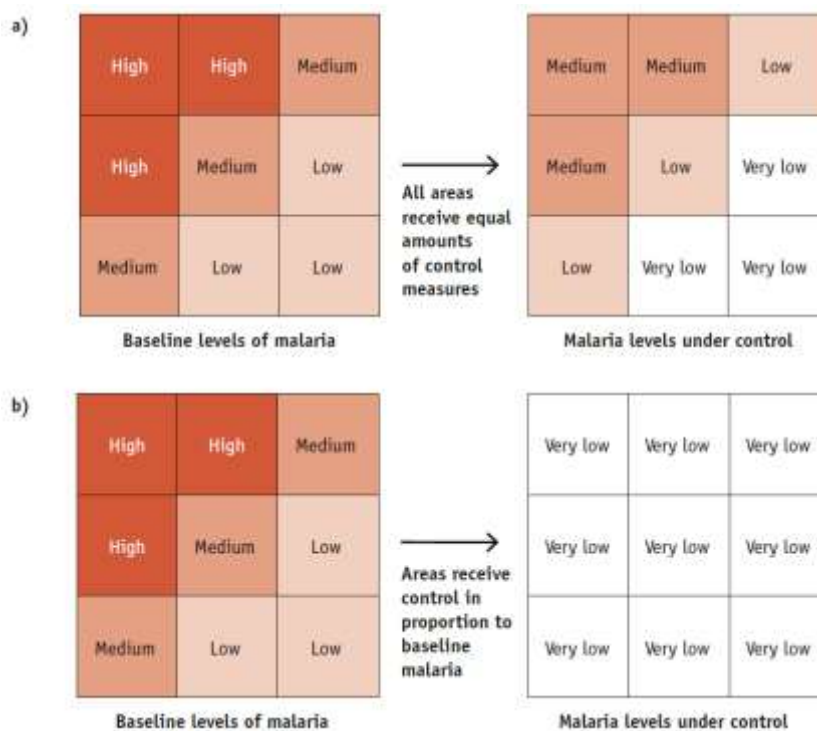 a)
High High Medium Medium Medium Low
High Medium Low Medium Low Very low
All areas
receive equal
amounts
of control
measures
Medium Low Low Low Very low Very low
Baseline levels of malaria Malaria levels under control
b)
High High Medium Very low Very low Very low
High Medium Low Very low Very low Very low
Areas receive
control in
proportion to
baseline
malaria
Medium Low Low Very low Very low Very low
Baseline levels of malaria Malaria levels under control